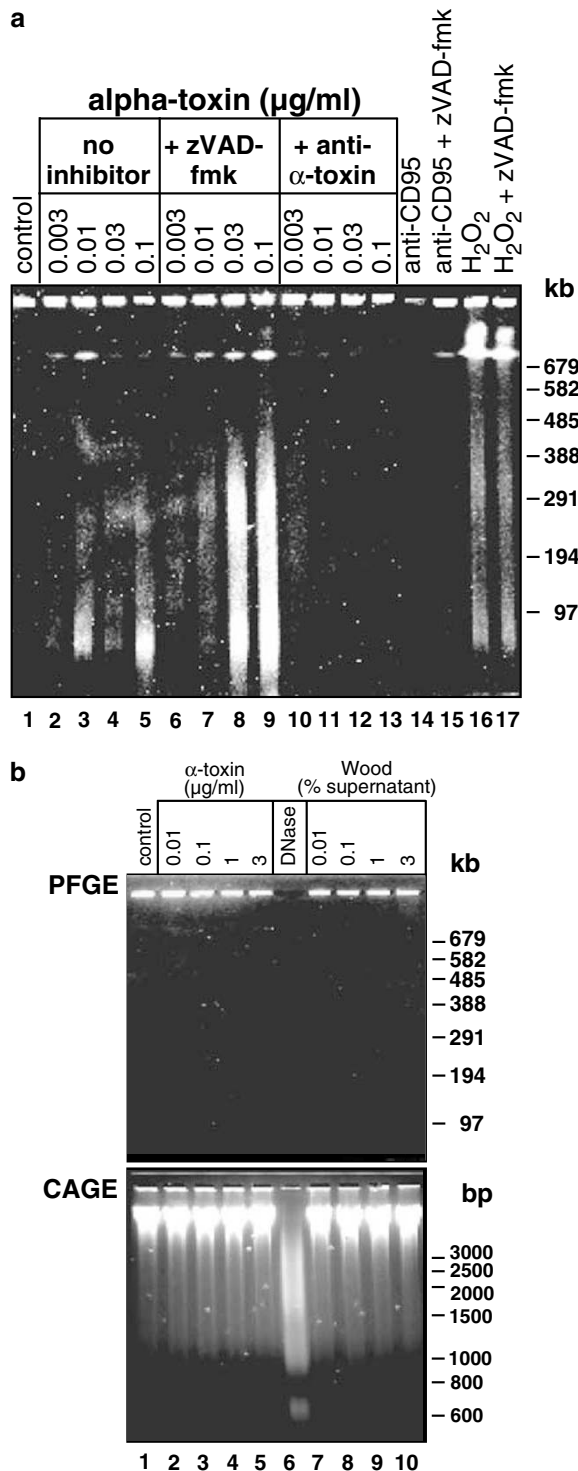 a
alpha-toxin (µg/ml)
no inhibitor
+ zVAD-fmk
+ anti-α-toxin
control
0.003
0.01
0.03
0.1
0.003
0.01
0.03
0.1
0.003
0.01
0.03
0.1
anti-CD95
anti-CD95 + zVAD-fmk
H₂O₂
H₂O₂ + zVAD-fmk
kb
– 679
– 582
– 485
– 388
– 291
– 194
– 97
1 2 3 4 5 6 7 8 9 10 11 12 13 14 15 16 17
b
α-toxin (µg/ml)
Wood (% supernatant)
control
0.01
0.1
1
3
DNase
0.01
0.1
1
3
PFGE
kb
– 679
– 582
– 485
– 388
– 291
– 194
– 97
CAGE
bp
– 3000
– 2500
– 2000
– 1500
– 1000
– 800
– 600
1 2 3 4 5 6 7 8 9 10